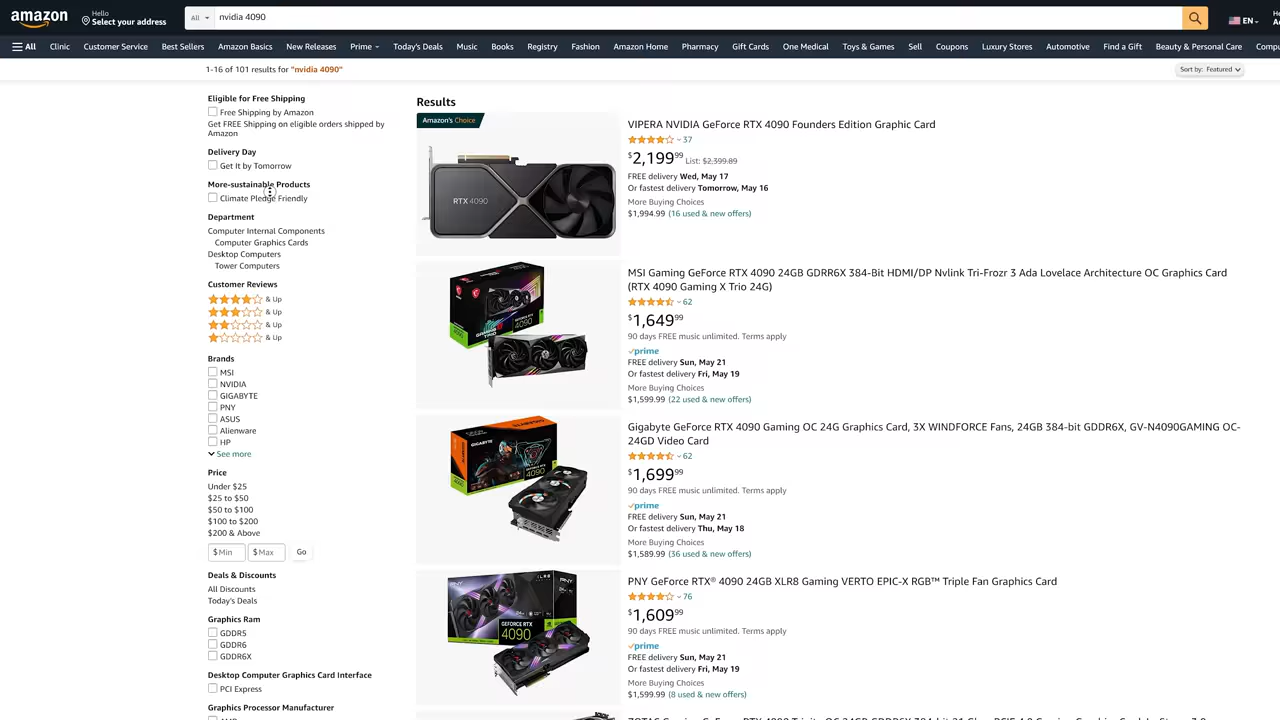 amazon
Hello
Select your address
All
nvidia 4090
EN
All
Clinic
Customer Service
Best Sellers
Amazon Basics
New Releases
Prime
Today's Deals
Music
Books
Registry
Fashion
Amazon Home
Pharmacy
Gift Cards
One Medical
Toys & Games
Sell
Coupons
Luxury Stores
Automotive
Find a Gift
Beauty & Personal Care
1-16 of 101 results for "nvidia 4090"
Sort by: Featured
Eligible for Free Shipping
Free Shipping by Amazon
Get FREE Shipping on eligible orders shipped by
Amazon
Delivery Day
Get It by Tomorrow
More-sustainable Products
Climate Pledge Friendly
Department
Computer Internal Components
Computer Graphics Cards
Desktop Computers
Tower Computers
Customer Reviews
& Up
& Up
& Up
& Up
Brands
MSI
NVIDIA
GIGABYTE
PNY
ASUS
Alienware
HP
See more
Price
Under $25
$25 to $50
$50 to $100
$100 to $200
$200 & Above
$ Min
$ Max
Go
Deals & Discounts
All Discounts
Today's Deals
Graphics Ram
GDDR5
GDDR6
GDDR6X
Desktop Computer Graphics Card Interface
PCI Express
Graphics Processor Manufacturer
Results
Amazon's Choice
RTX 4090
VIPERA NVIDIA GeForce RTX 4090 Founders Edition Graphic Card
37
$2,199.99 List: $2,399.89
FREE delivery Wed, May 17
Or fastest delivery Tomorrow, May 16
More Buying Choices
$1,994.99 (16 used & new offers)
MSI Gaming GeForce RTX 4090 24GB GDRR6X 384-Bit HDMI/DP Nvlink Tri-Frozr 3 Ada Lovelace Architecture OC Graphics Card
(RTX 4090 Gaming X Trio 24G)
62
$1,649.99
90 days FREE music unlimited. Terms apply
prime
FREE delivery Sun, May 21
Or fastest delivery Fri, May 19
More Buying Choices
$1,599.99 (22 used & new offers)
GIGABYTE
4090
Gigabyte GeForce RTX 4090 Gaming OC 24G Graphics Card, 3X WINDFORCE Fans, 24GB 384-bit GDDR6X, GV-N4090GAMING OC-
24GD Video Card
62
$1,699.99
90 days FREE music unlimited. Terms apply
prime
FREE delivery Sun, May 21
Or fastest delivery Thu, May 18
More Buying Choices
$1,589.99 (36 used & new offers)
PNY
XLR8
GEFORCE RTX
4090
PNY GeForce RTX® 4090 24GB XLR8 Gaming VERTO EPIC-X RGB™ Triple Fan Graphics Card
76
$1,609.99
90 days FREE music unlimited. Terms apply
prime
FREE delivery Sun, May 21
Or fastest delivery Fri, May 19
More Buying Choices
$1,599.99 (8 used & new offers)